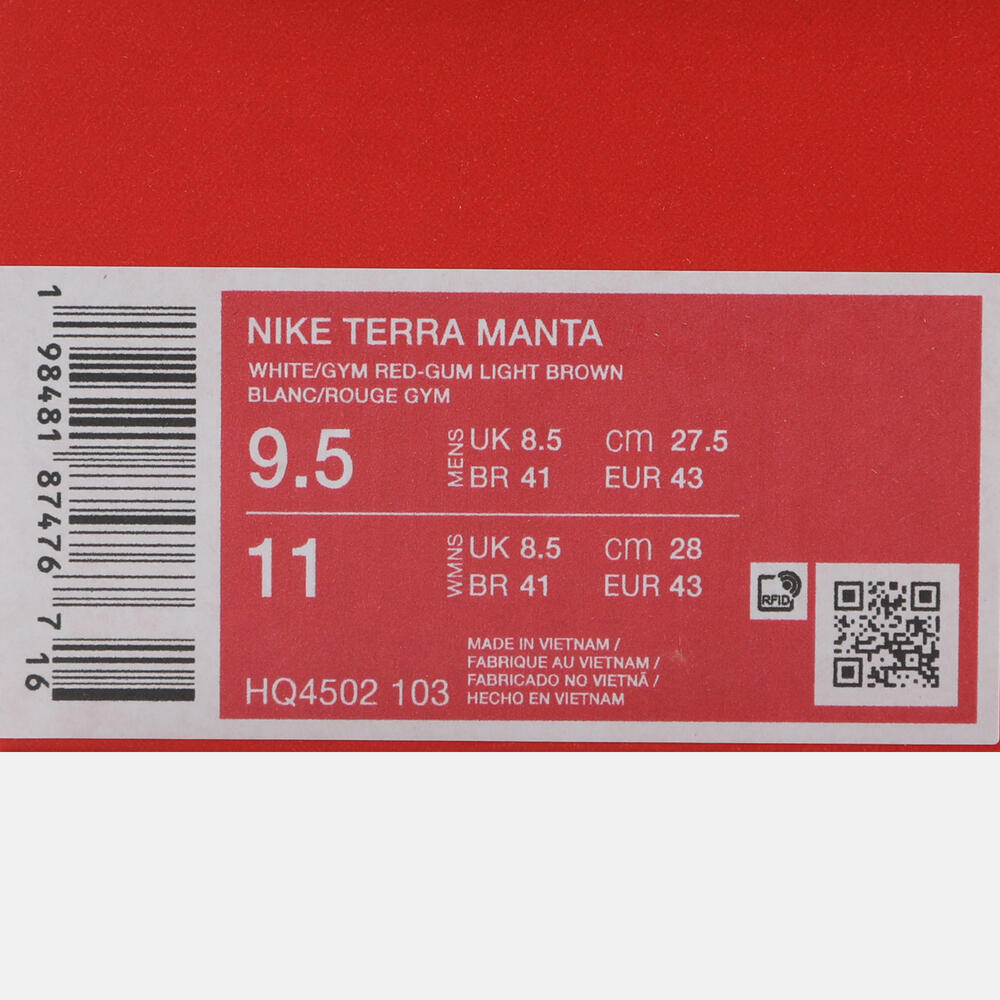 1 98481 87476 7 16
NIKE TERRA MANTA
WHITE/GYM RED-GUM LIGHT BROWN
BLANC/ROUGE GYM
9.5 MENS UK 8.5 cm 27.5
BR 41 EUR 43
11 WMNS UK 8.5 cm 28
BR 41 EUR 43
RFID
MADE IN VIETNAM /
FABRIQUE AU VIETNAM /
FABRICADO NO VIETNÃ /
HECHO EN VIETNAM
HQ4502 103